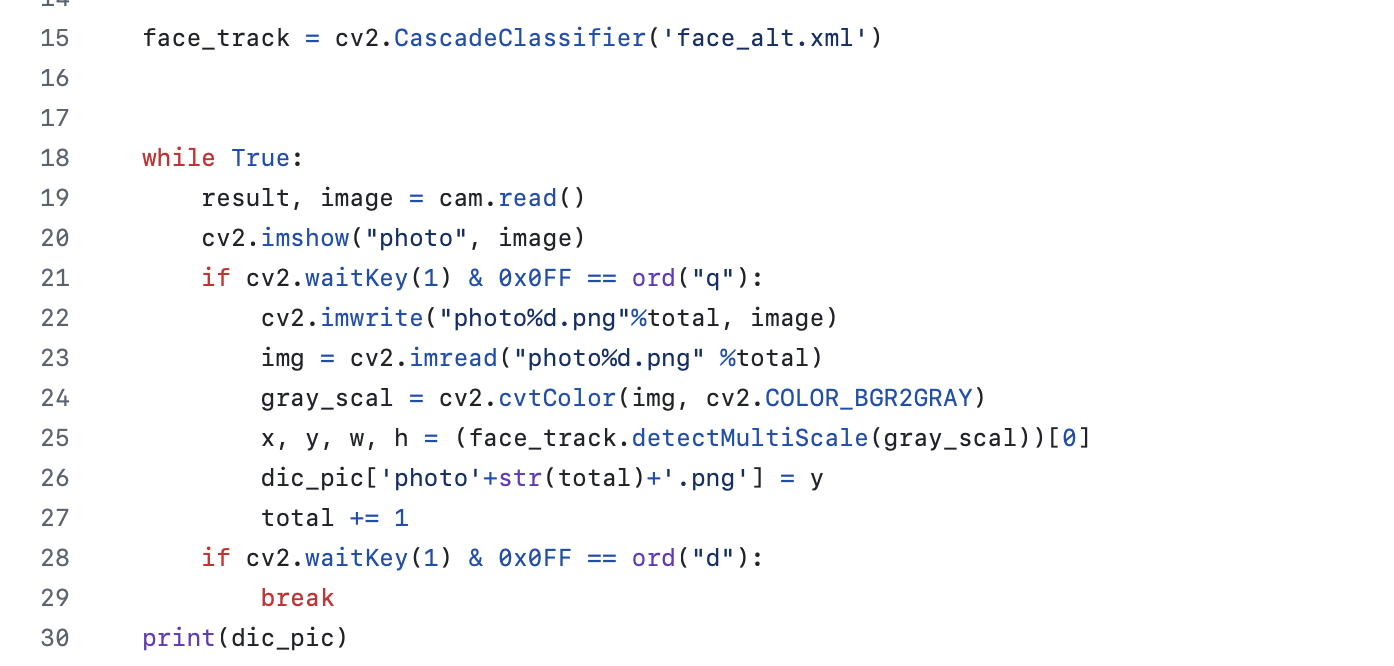 14
15 face_track = cv2.CascadeClassifier('face_alt.xml')
16
17
18 while True:
19     result, image = cam.read()
20     cv2.imshow("photo", image)
21     if cv2.waitKey(1) & 0x0FF == ord("q"):
22         cv2.imwrite("photo%d.png"%total, image)
23         img = cv2.imread("photo%d.png" %total)
24         gray_scal = cv2.cvtColor(img, cv2.COLOR_BGR2GRAY)
25         x, y, w, h = (face_track.detectMultiScale(gray_scal))[0]
26         dic_pic['photo'+str(total)+'.png'] = y
27         total += 1
28     if cv2.waitKey(1) & 0x0FF == ord("d"):
29         break
30 print(dic_pic)